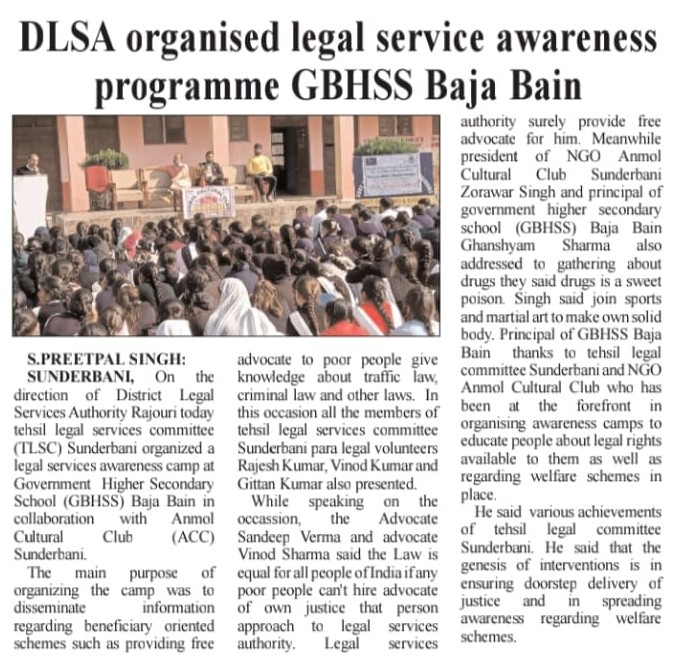 DLSA organised legal service awareness
programme GBHSS Baja Bain
S.PREETPAL SINGH:
SUNDERBANI, On the
direction of District Legal
Services Authority Rajouri today
tehsil legal services committee
(TLSC) Sunderbani organized a
legal services awareness camp at
Government Higher Secondary
School (GBHSS) Baja Bain in
collaboration with Anmol
Cultural Club (ACC)
Sunderbani.
The main purpose of
organizing the camp was to
disseminate information
regarding beneficiary oriented
schemes such as providing free
advocate to poor people give
knowledge about traffic law,
criminal law and other laws. In
this occasion all the members of
tehsil legal services committee
Sunderbani para legal volunteers
Rajesh Kumar, Vinod Kumar and
Gittan Kumar also presented.
While speaking on the
occassion, the Advocate
Sandeep Verma and advocate
Vinod Sharma said the Law is
equal for all people of India if any
poor people can't hire advocate
of own justice that person
approach to legal services
authority. Legal services
authority surely provide free
advocate for him. Meanwhile
president of NGO Anmol
Cultural Club Sunderbani
Zorawar Singh and principal of
government higher secondary
school (GBHSS) Baja Bain
Ghanshyam Sharma also
addressed to gathering about
drugs they said drugs is a sweet
poison. Singh said join sports
and martial art to make own solid
body. Principal of GBHSS Baja
Bain thanks to tehsil legal
committee Sunderbani and NGO
Anmol Cultural Club who has
been at the forefront in
organising awareness camps to
educate people about legal rights
available to them as well as
regarding welfare schemes in
place.
He said various achievements
of tehsil legal committee
Sunderbani. He said that the
genesis of interventions is in
ensuring doorstep delivery of
justice and in spreading
awareness regarding welfare
schemes.